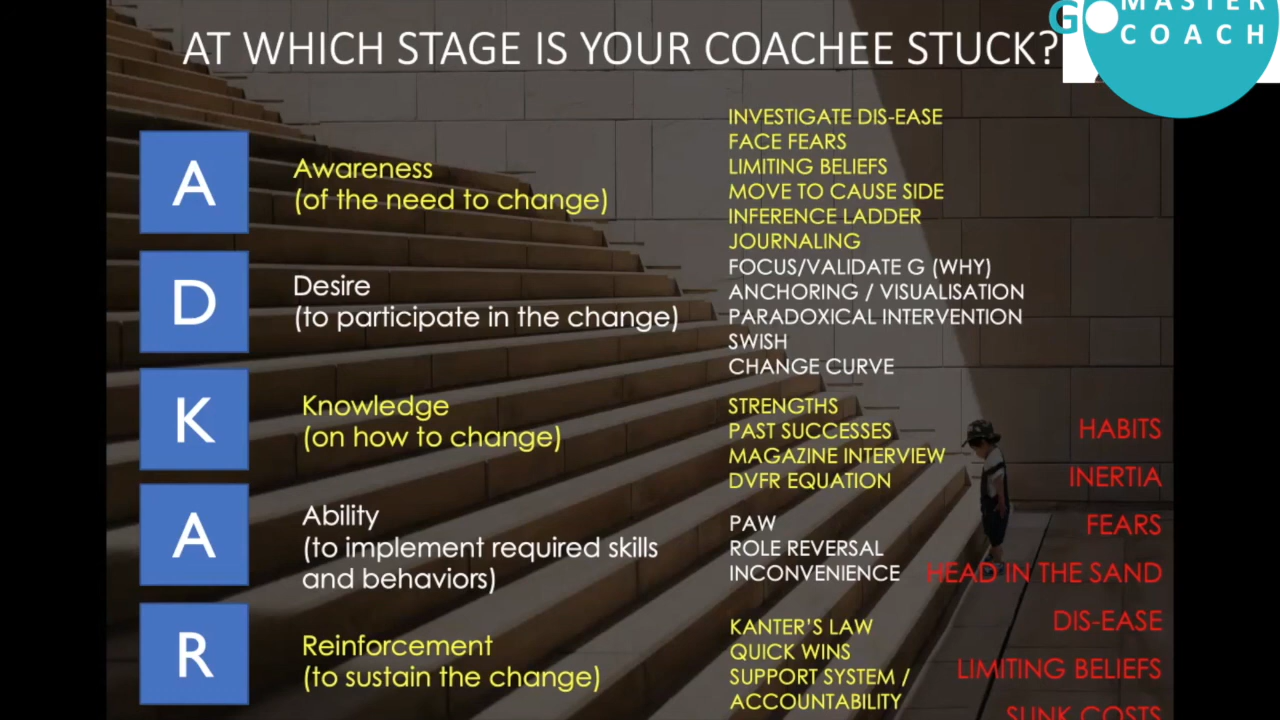 AT WHICH STAGE IS YOUR COACHEE STUCK?
GO MASTER
COACH
A
Awareness
(of the need to change)
INVESTIGATE DIS-EASE
FACE FEARS
LIMITING BELIEFS
MOVE TO CAUSE SIDE
INFERENCE LADDER
JOURNALING
D
Desire
(to participate in the change)
FOCUS/VALIDATE G (WHY)
ANCHORING / VISUALISATION
PARADOXICAL INTERVENTION
SWISH
CHANGE CURVE
K
Knowledge
(on how to change)
STRENGTHS
PAST SUCCESSES
MAGAZINE INTERVIEW
DVFR EQUATION
A
Ability
(to implement required skills
and behaviors)
PAW
ROLE REVERSAL
INCONVENIENCE
R
Reinforcement
(to sustain the change)
KANTER'S LAW
QUICK WINS
SUPPORT SYSTEM /
ACCOUNTABILITY
HABITS
INERTIA
FEARS
HEAD IN THE SAND
DIS-EASE
LIMITING BELIEFS
SUNK COSTS